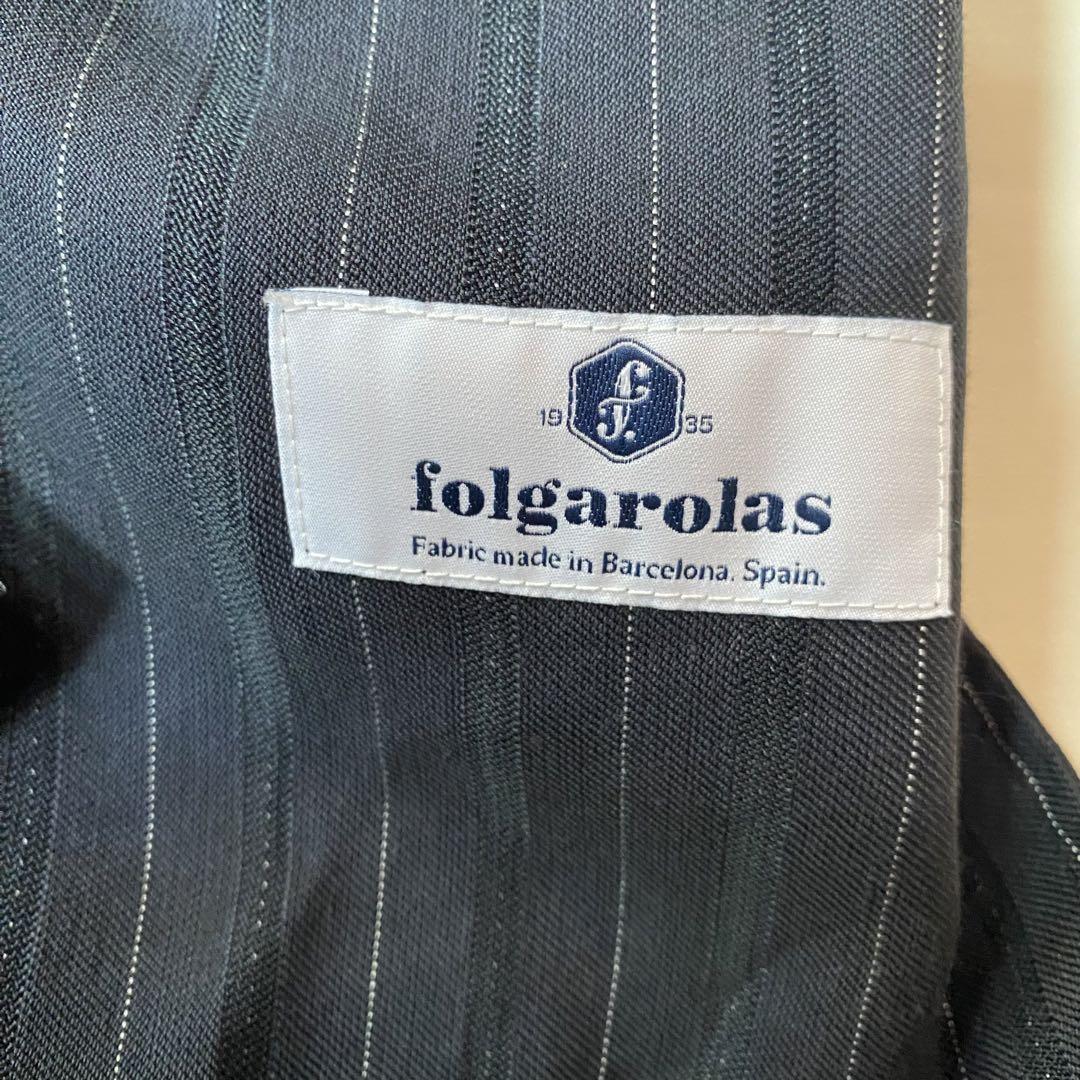 19 f. 35
folgarolas
Fabric made in Barcelona. Spain.